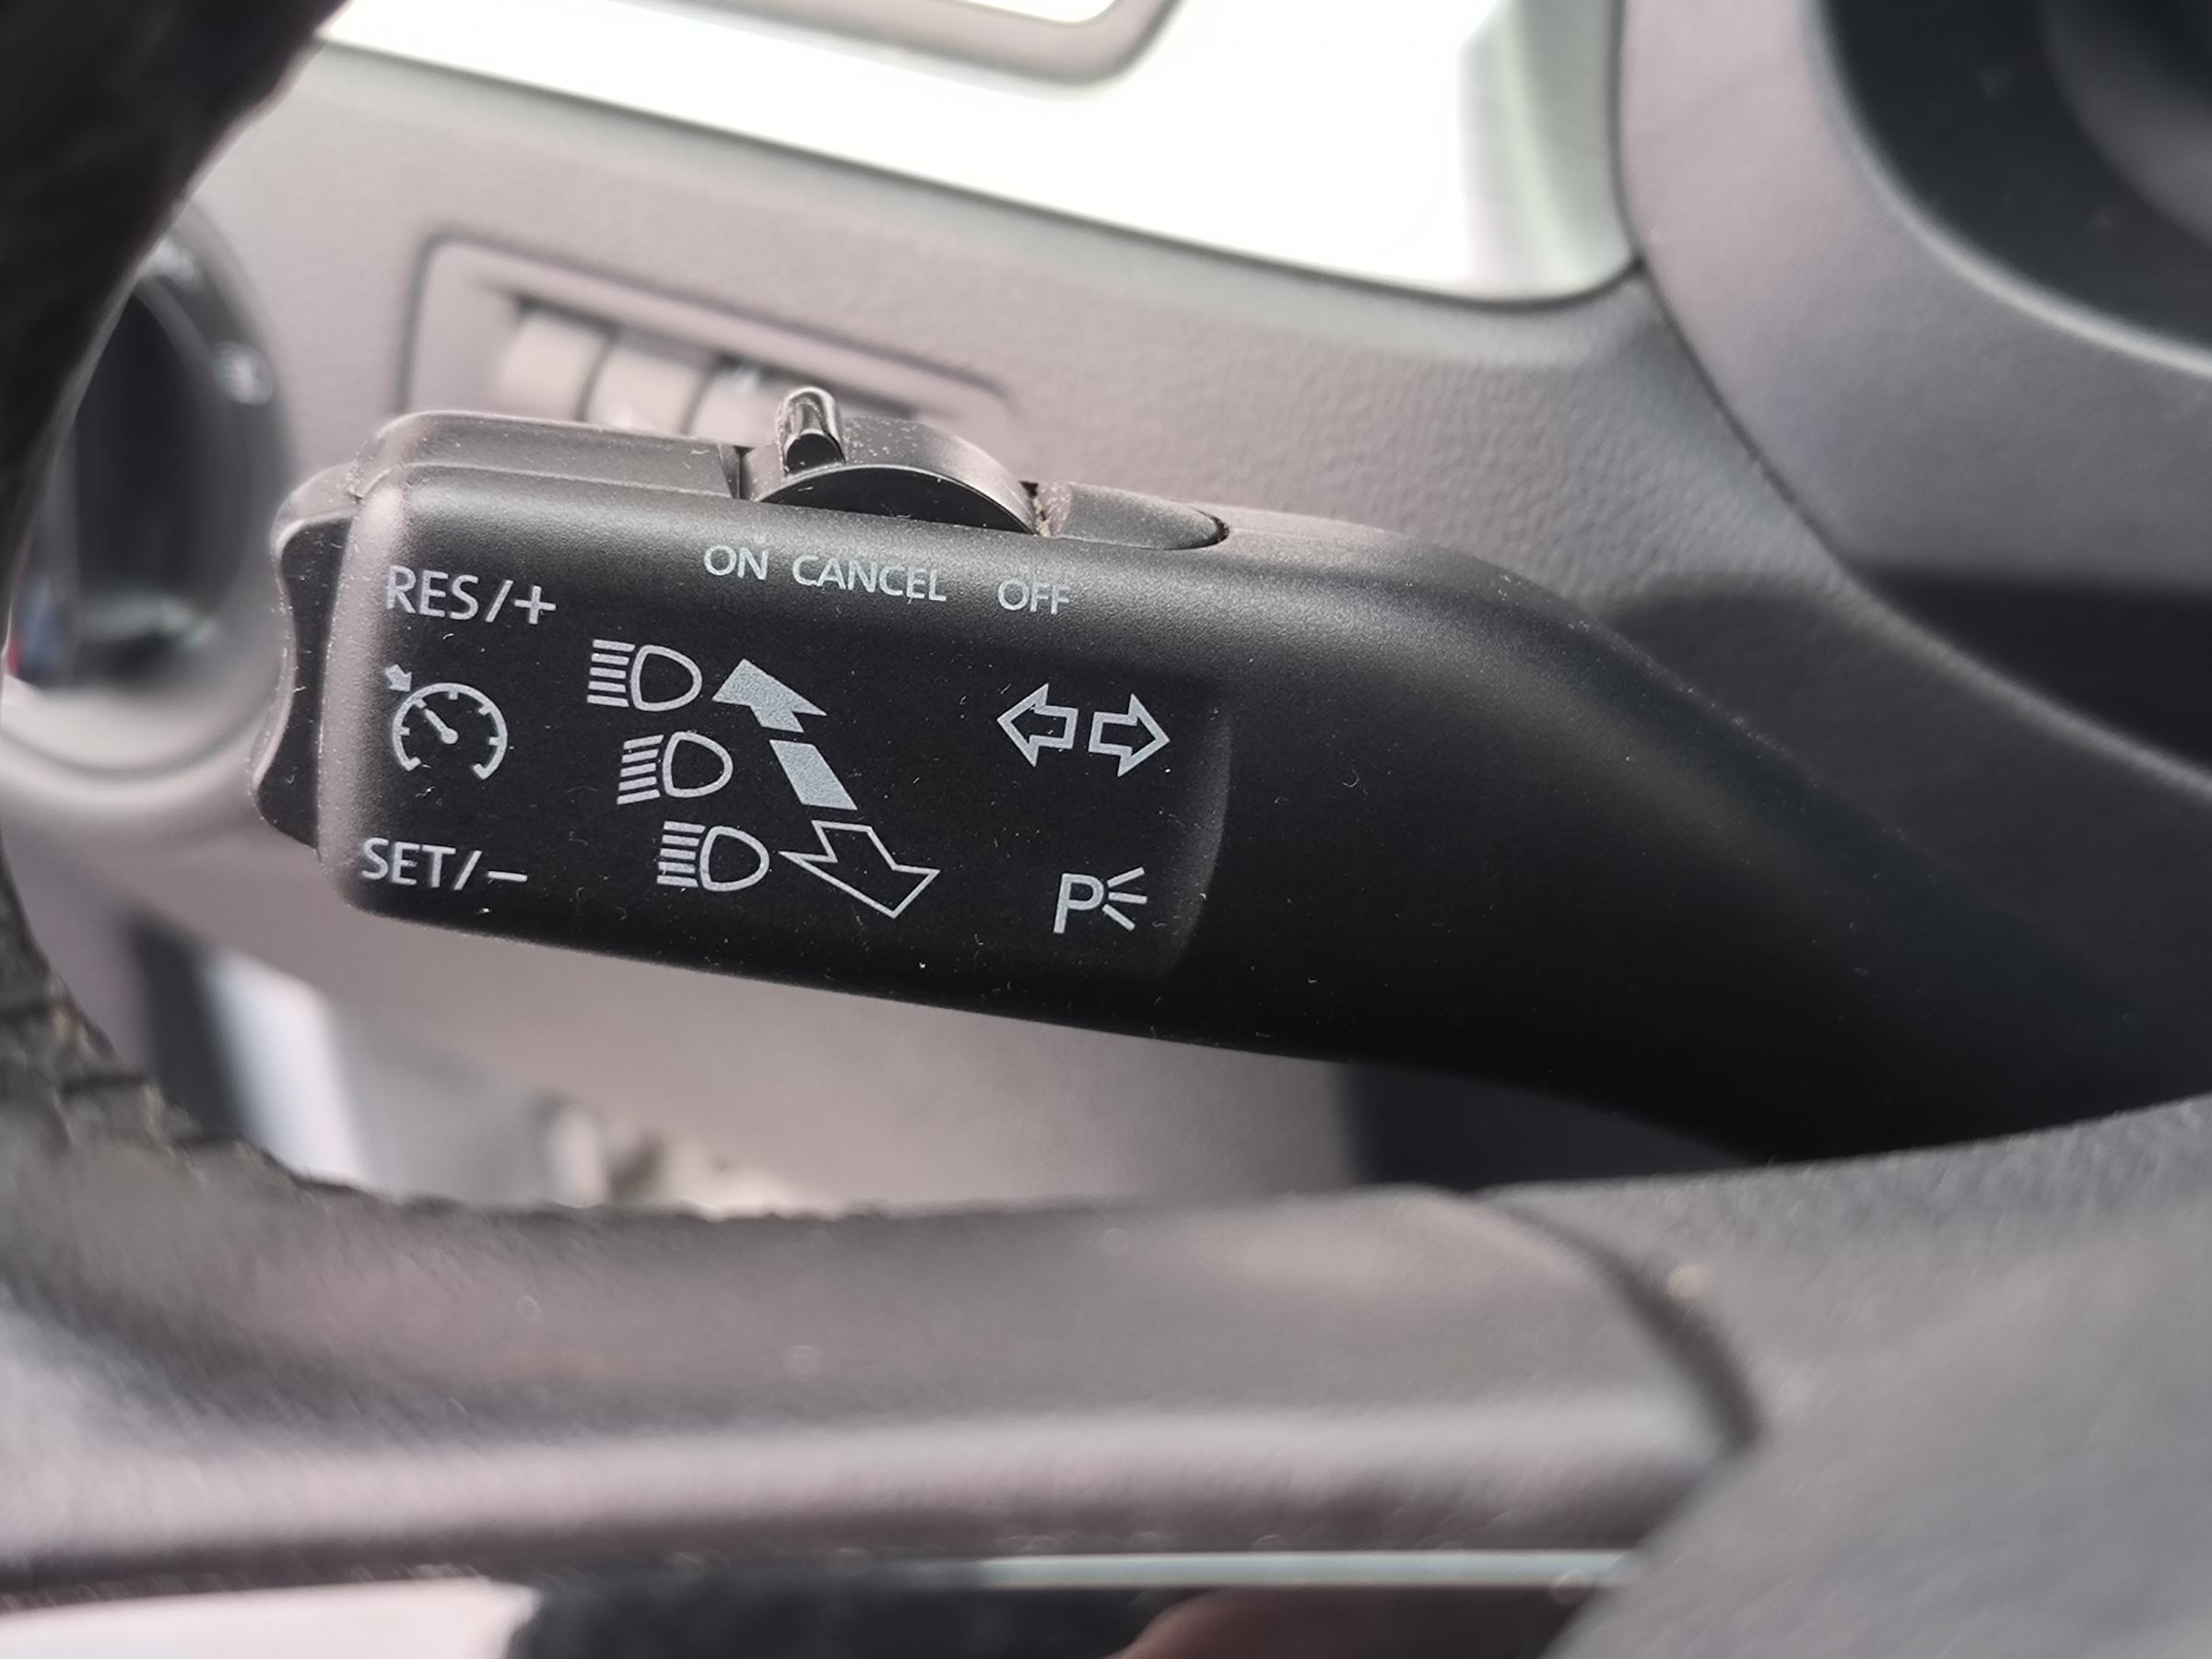 ON CANCEL OFF
RES/+
SET/−
P